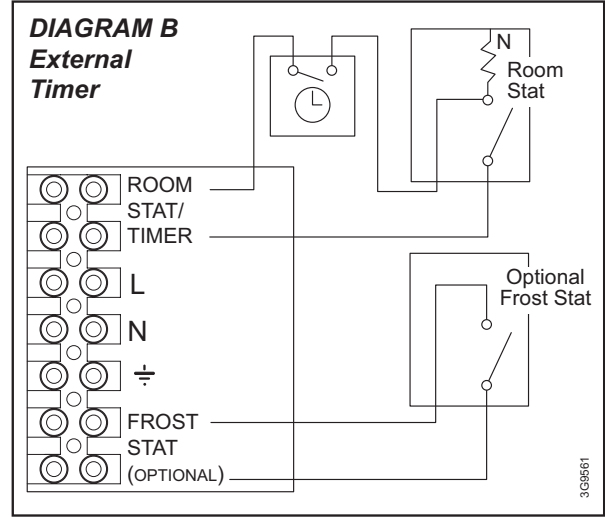 DIAGRAM B
External
Timer
N
Room
Stat
ROOM
STAT/
TIMER
L
N
FROST
STAT
(OPTIONAL)
Optional
Frost Stat
3G9561